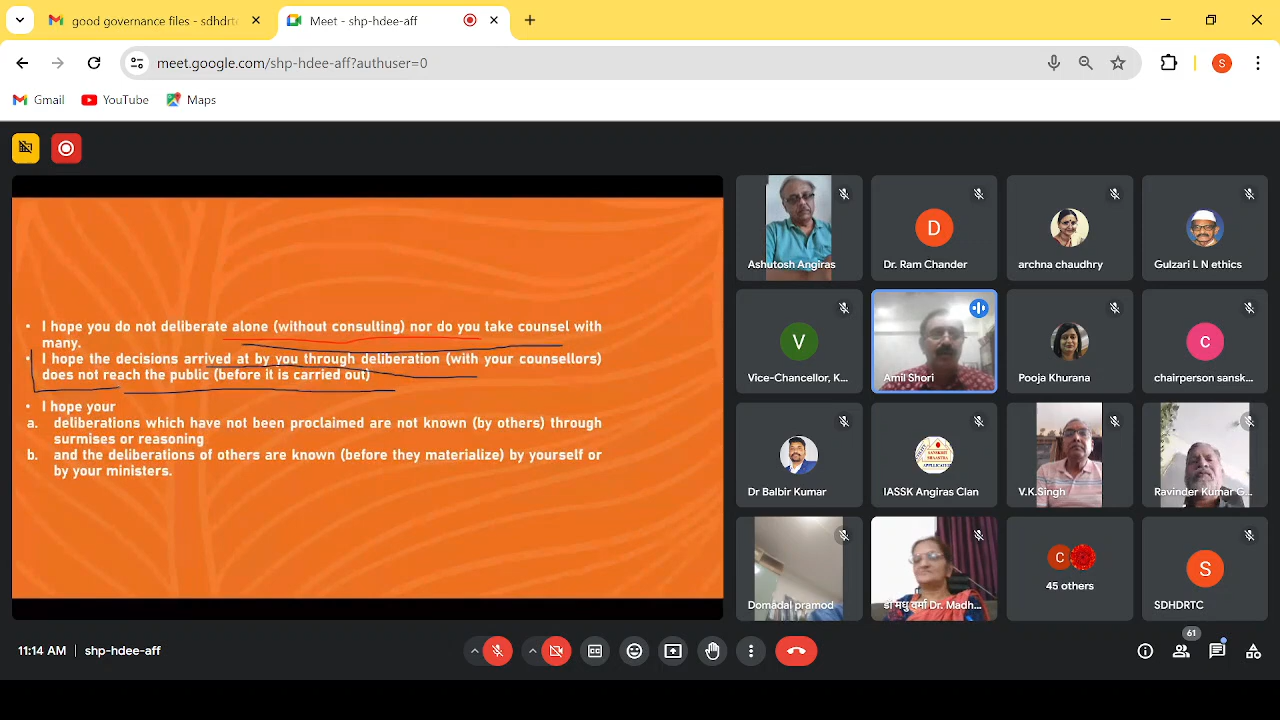 good governance files - sdhdrt
Meet - shp-hdee-aff
meet.google.com/shp-hdee-aff?authuser=0
S
Gmail
YouTube
Maps
• I hope you do not deliberate alone (without consulting) nor do you take counsel with
many.
• I hope the decisions arrived at by you through deliberation (with your counsellors)
does not reach the public (before it is carried out)
• I hope your
a. deliberations which have not been proclaimed are not known (by others) through
surmises or reasoning
b. and the deliberations of others are known (before they materialize) by yourself or
by your ministers.
Ashutosh Angiras
D
Dr. Ram Chander
archna chaudhry
Gulzari L N ethics
V
Vice-Chancellor, K...
Amil Shori
Pooja Khurana
c
chairperson sansk...
Dr Balbir Kumar
IASSK Angiras Clan
V.K.Singh
Ravinder Kumar G...
Domadal pramod
डॉ मधु वर्मा Dr. Madh...
C
45 others
S
SDHDRTC
11:14 AM | shp-hdee-aff
61